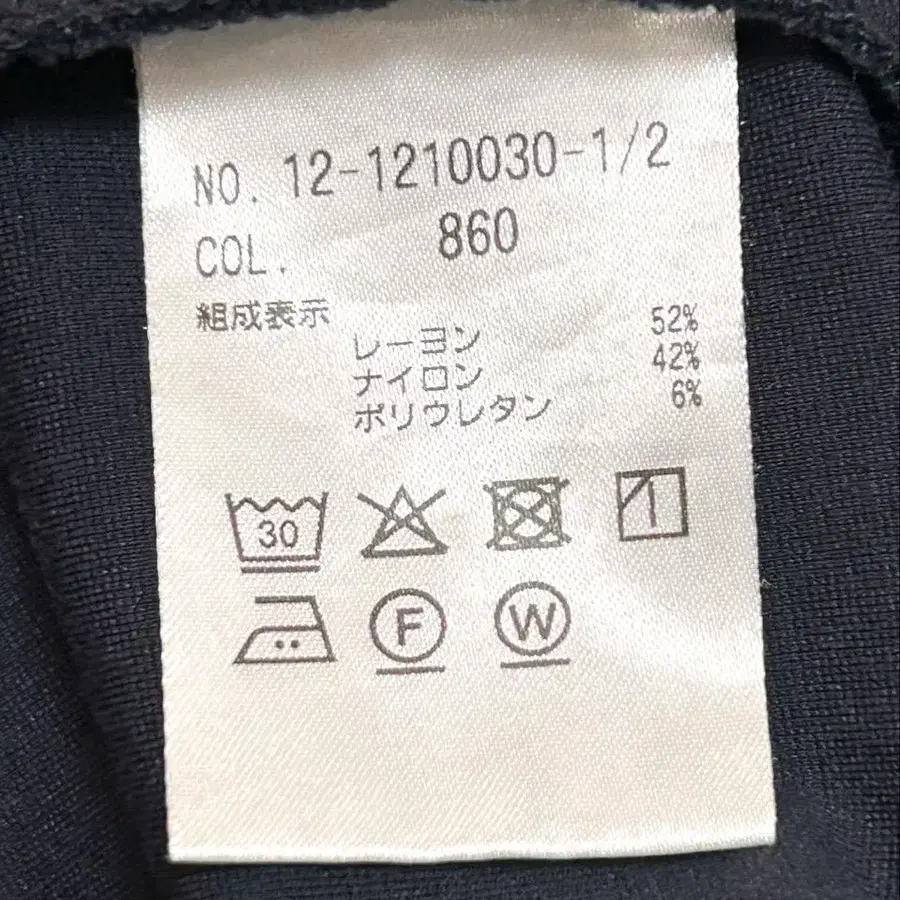 NO. 12-1210030-1/2
COL. 860
組成表示
レーヨン 52%
ナイロン 42%
ポリウレタン 6%
30
F W